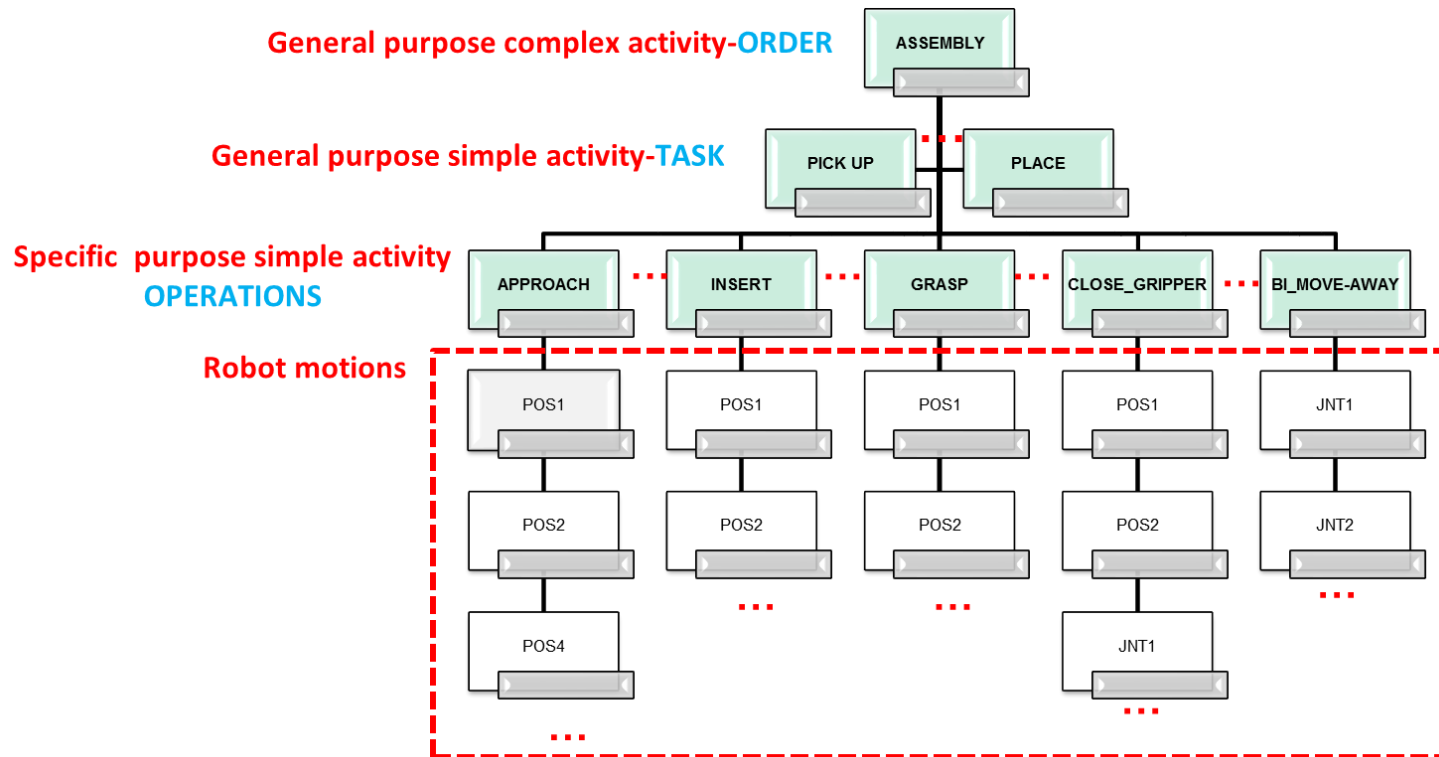 General purpose complex activity-ORDER
ASSEMBLY
General purpose simple activity-TASK
PICK UP
PLACE
Specific purpose simple activity
OPERATIONS
APPROACH
INSERT
GRASP
CLOSE_GRIPPER
BI_MOVE-AWAY
Robot motions
POS1
POS1
POS1
POS1
JNT1
POS2
POS2
POS2
POS2
JNT2
POS4
JNT1